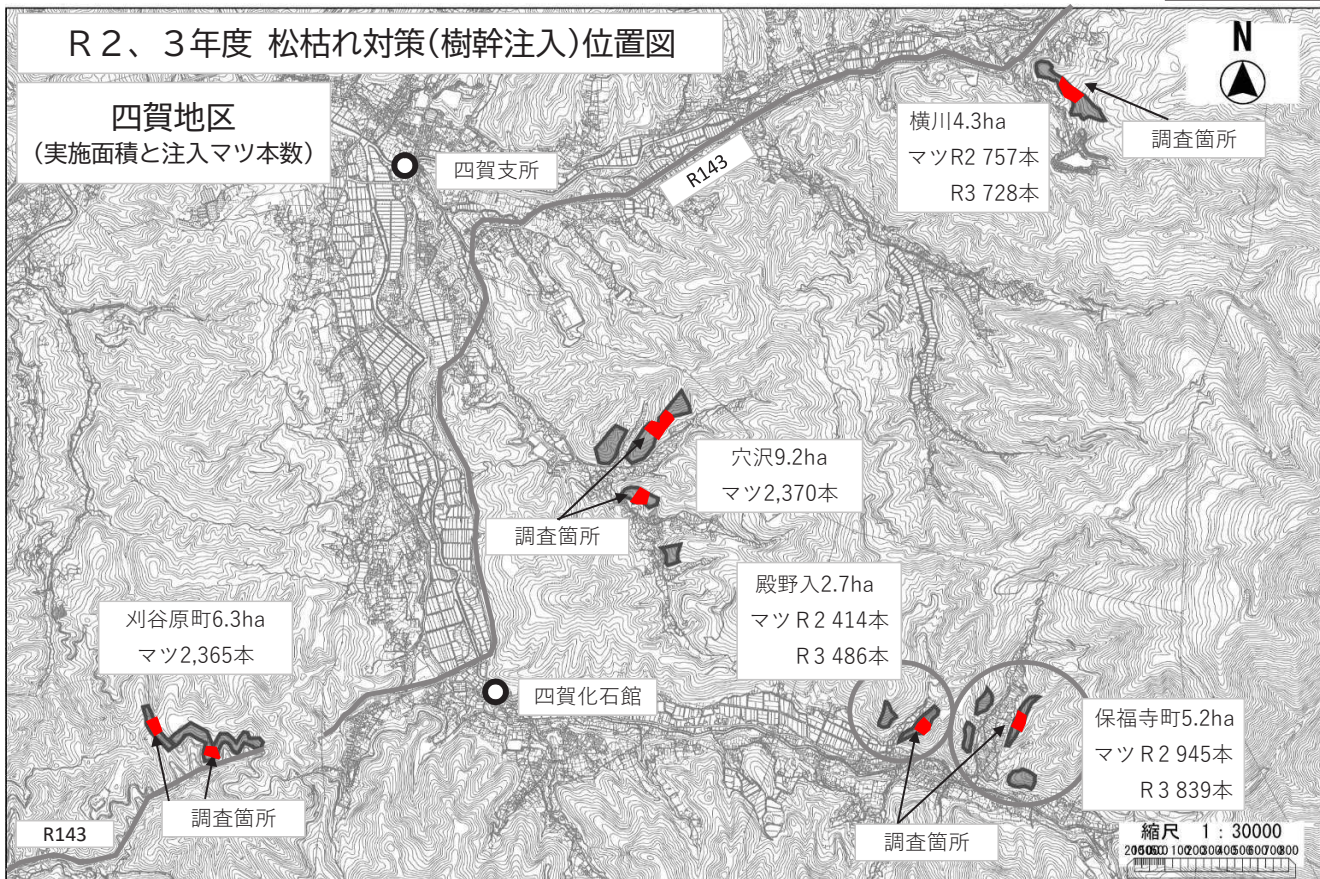 R２、３年度 松枯れ対策(樹幹注入)位置図
四賀地区
(実施面積と注入マツ本数)
N
四賀支所
R143
横川4.3ha
マツR2 757本
R3 728本
調査箇所
穴沢9.2ha
マツ2,370本
調査箇所
殿野入2.7ha
マツR2 414本
R3 486本
刈谷原町6.3ha
マツ2,365本
四賀化石館
保福寺町5.2ha
マツR2 945本
R3 839本
調査箇所
調査箇所
R143
縮尺 1：30000
0 100200300400500600700800